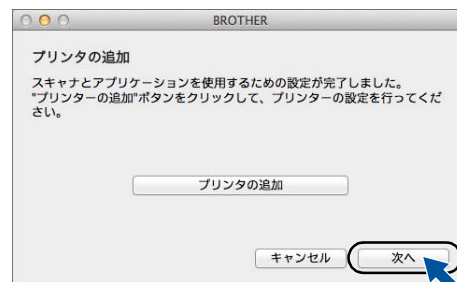 BROTHER
プリンタの追加
スキャナとアプリケーションを使用するための設定が完了しました。
"プリンターの追加"ボタンをクリックして、プリンターの設定を行ってくだ
さい。
プリンタの追加
キャンセル 次へ